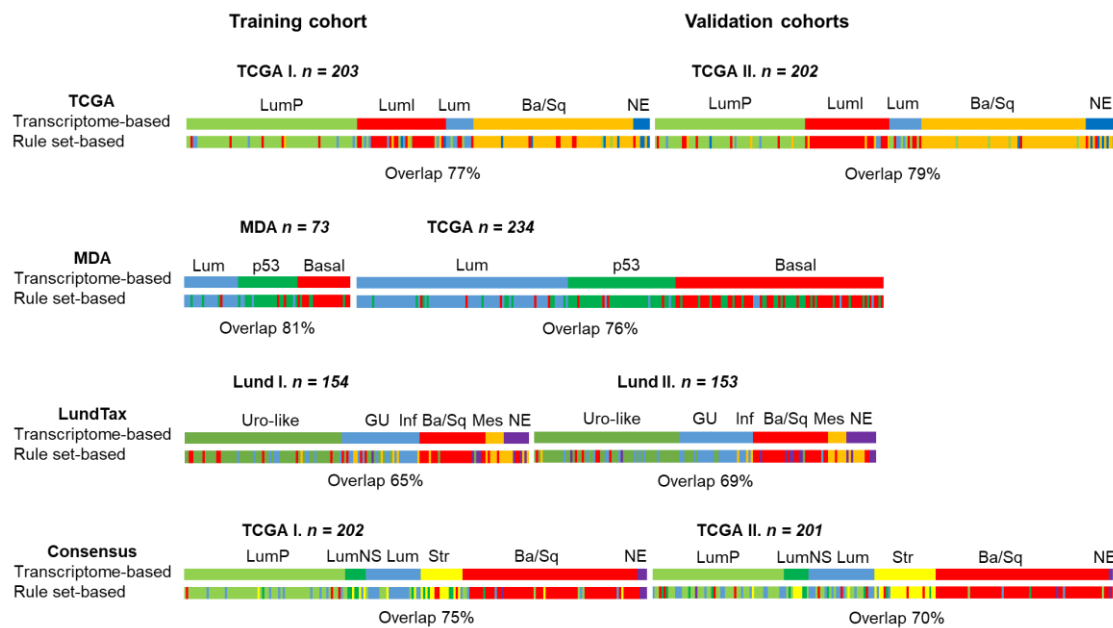 Training cohort Validation cohorts
TCGA I. n = 203 TCGA II. n = 202
TCGA LumP LumI Lum Ba/Sq NE LumP LumI Lum Ba/Sq NE
Transcriptome-based
Rule set-based
Overlap 77% Overlap 79%
MDA n = 73 TCGA n = 234
MDA Lum p53 Basal Lum p53 Basal
Transcriptome-based
Rule set-based
Overlap 81% Overlap 76%
Lund I. n = 154 Lund II. n = 153
LundTax Uro-like GU Inf Ba/Sq Mes NE Uro-like GU Inf Ba/Sq Mes NE
Transcriptome-based
Rule set-based
Overlap 65% Overlap 69%
TCGA I. n = 202 TCGA II. n = 201
Consensus LumP LumNS Lum Str Ba/Sq NE LumP LumNS Lum Str Ba/Sq NE
Transcriptome-based
Rule set-based
Overlap 75% Overlap 70%